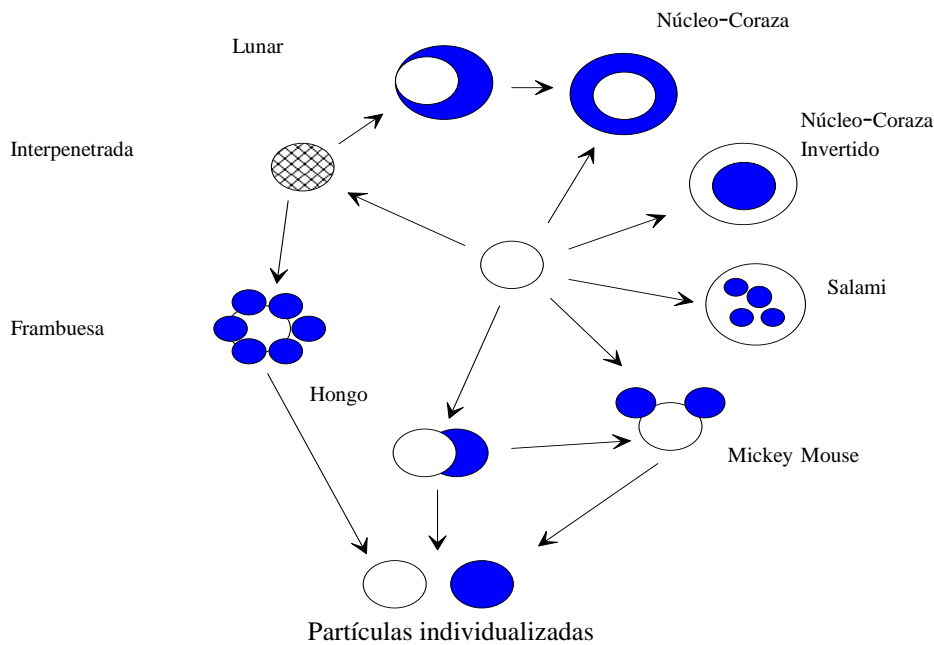 Núcleo-Coraza
Lunar
Núcleo-Coraza
Invertido
Interpenetrada
Salami
Frambuesa
Hongo
Mickey Mouse
Partículas individualizadas